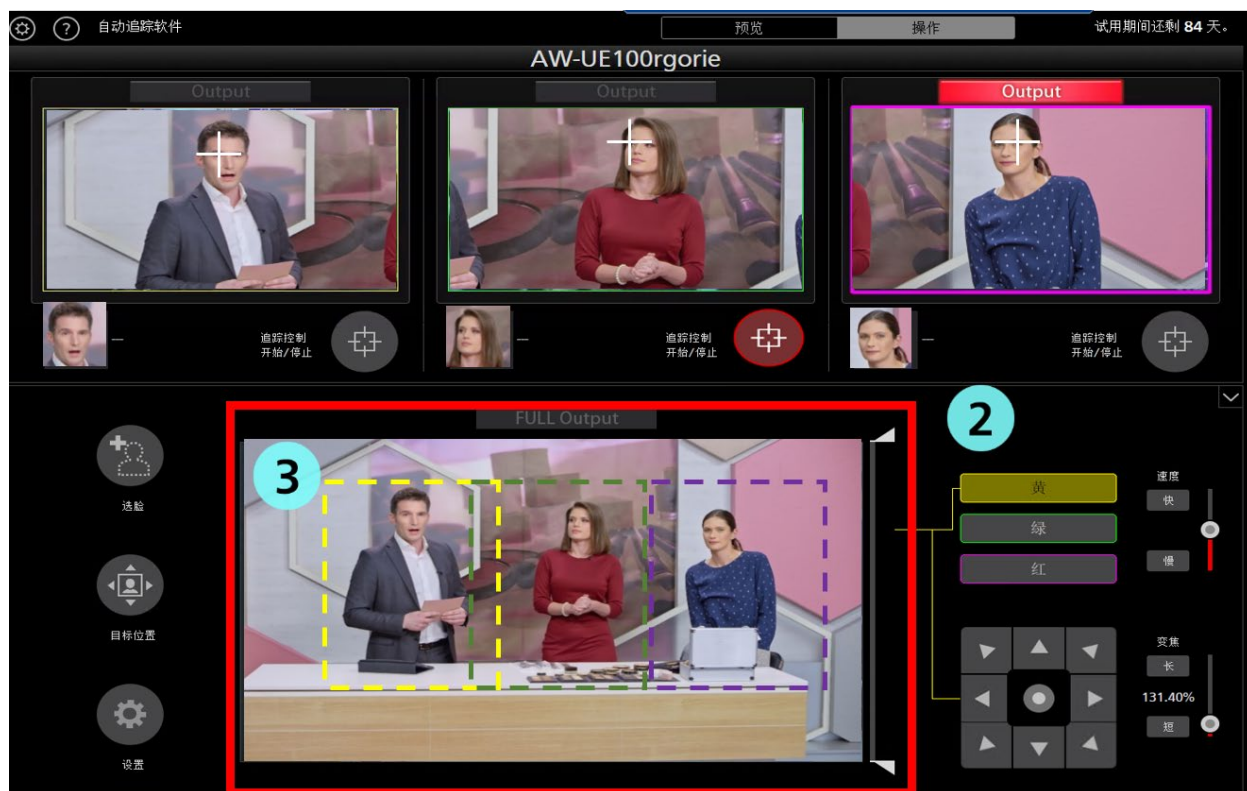 自动追踪软件
预览
操作
试用期间还剩 84 天。
AW-UE100rgorie
Output
Output
Output
追踪控制
开始/停止
追踪控制
开始/停止
追踪控制
开始/停止
FULL Output
2
3
选脸
目标位置
设置
黄
绿
红
速度
快
慢
变焦
长
131.40%
短